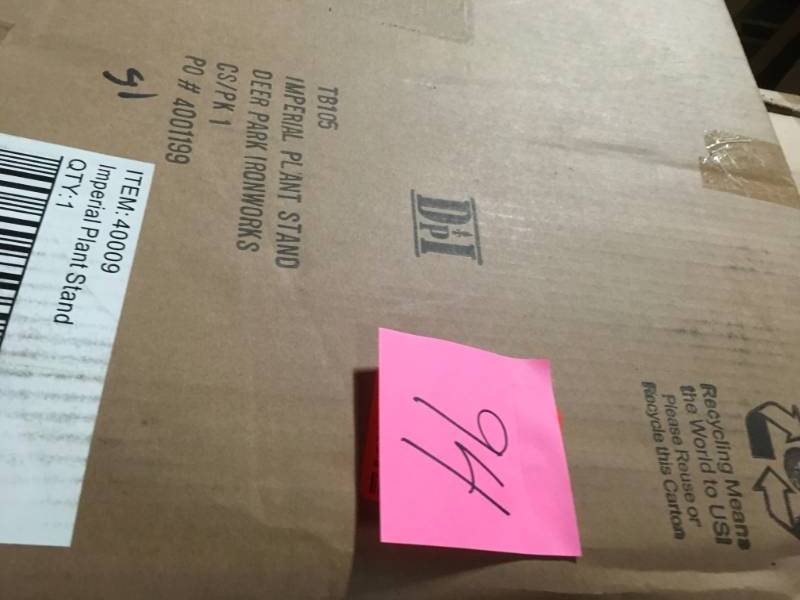 TB105
IMPERIAL PLANT STAND
DEER PARK IRONWORKS
CS/PK 1
PO # 4001199
ITEM: 40009
Imperial Plant Stand
QTY:1
DPI
94
Recycling Means
the World to US!
Please Reuse or
Recycle this Carton